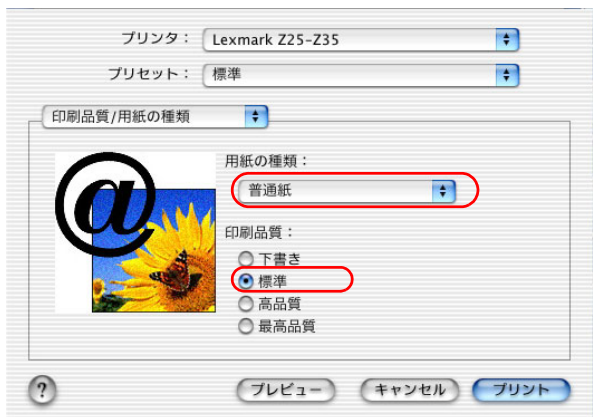 プリンタ： Lexmark Z25-Z35
プリセット： 標準
印刷品質/用紙の種類
用紙の種類：
普通紙
印刷品質：
下書き
標準
高品質
最高品質
@
? プレビュー キャンセル プリント